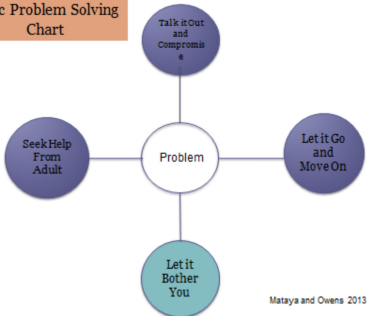 c Problem Solving
Chart
Talk it Out
and
Compromis
e
Seek Help
From
Adult
Problem
Let it Go
and
Move On
Let it
Bother
You
Mataya and Owens 2013